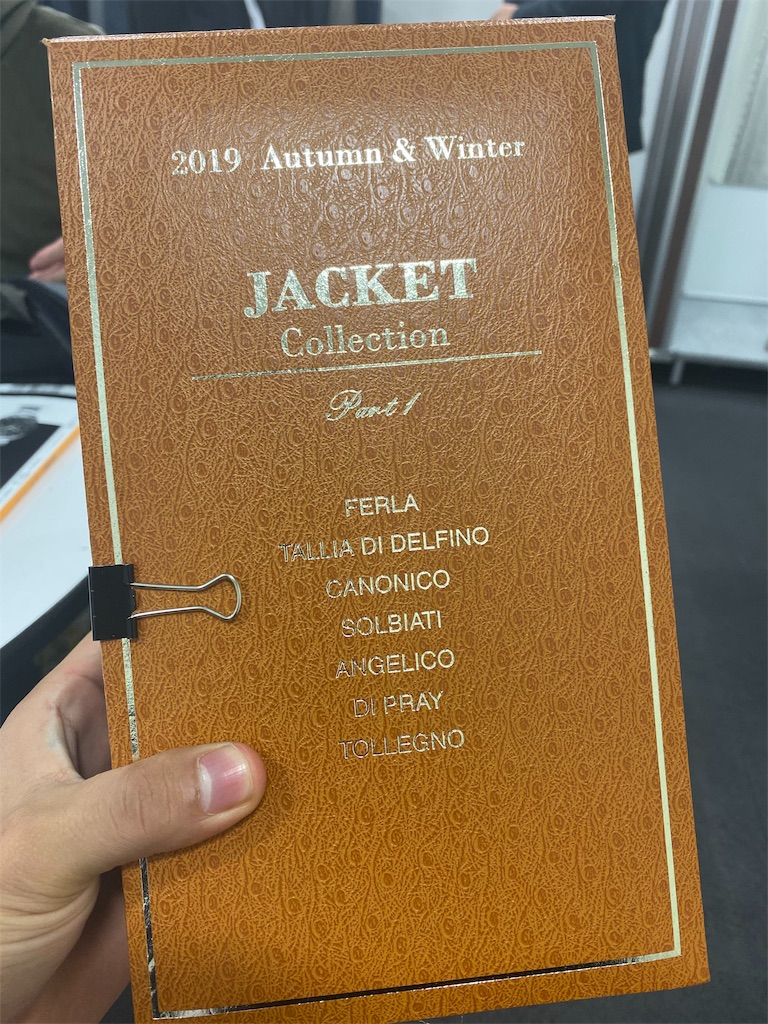 2019 Autumn & Winter
JACKET
Collection
Part 1
FERLA
TALLIA DI DELFINO
CANONICO
SOLBIATI
ANGELICO
DI PRAY
TOLLEGNO